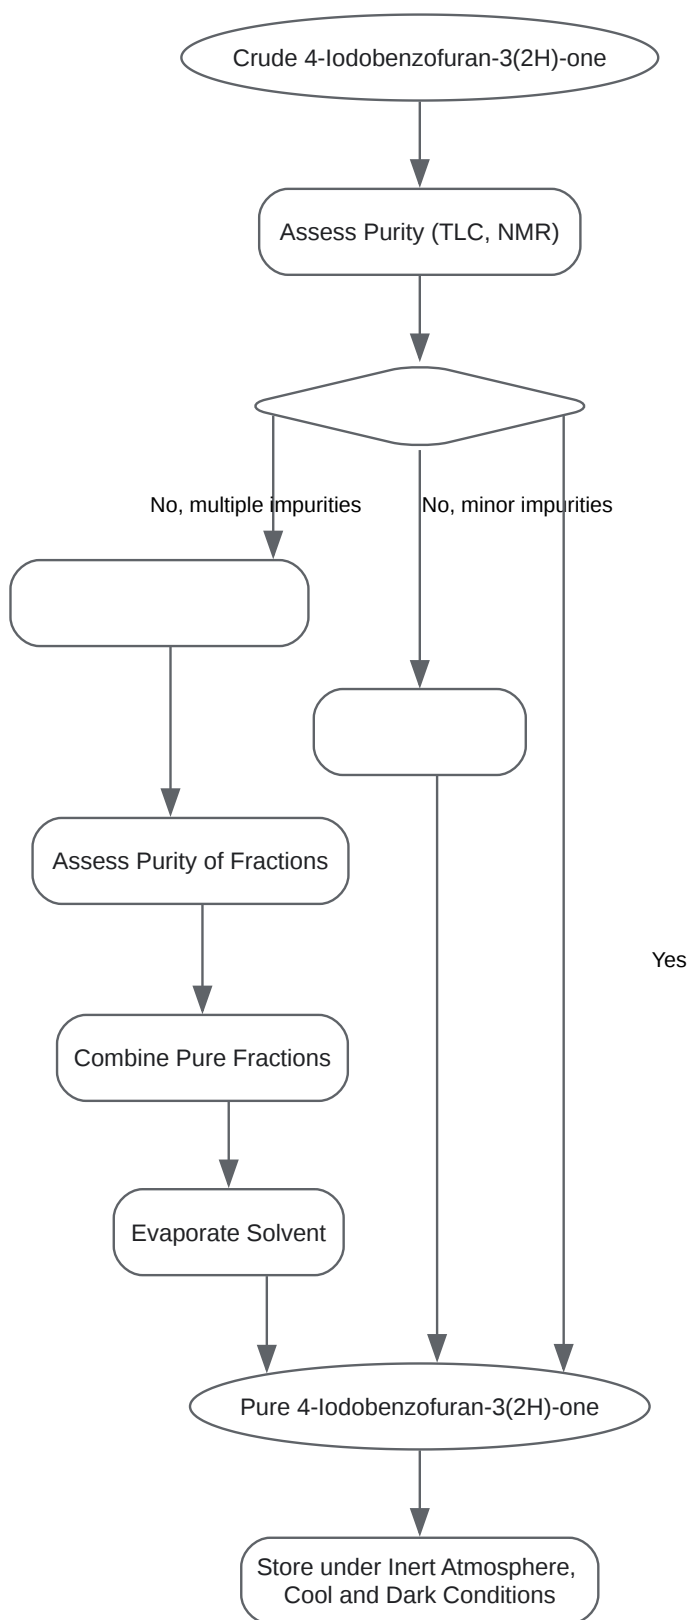 Crude 4-Iodobenzofuran-3(2H)-one
Assess Purity (TLC, NMR)
No, multiple impurities
No, minor impurities
Assess Purity of Fractions
Yes
Combine Pure Fractions
Evaporate Solvent
Pure 4-Iodobenzofuran-3(2H)-one
Store under Inert Atmosphere,
Cool and Dark Conditions